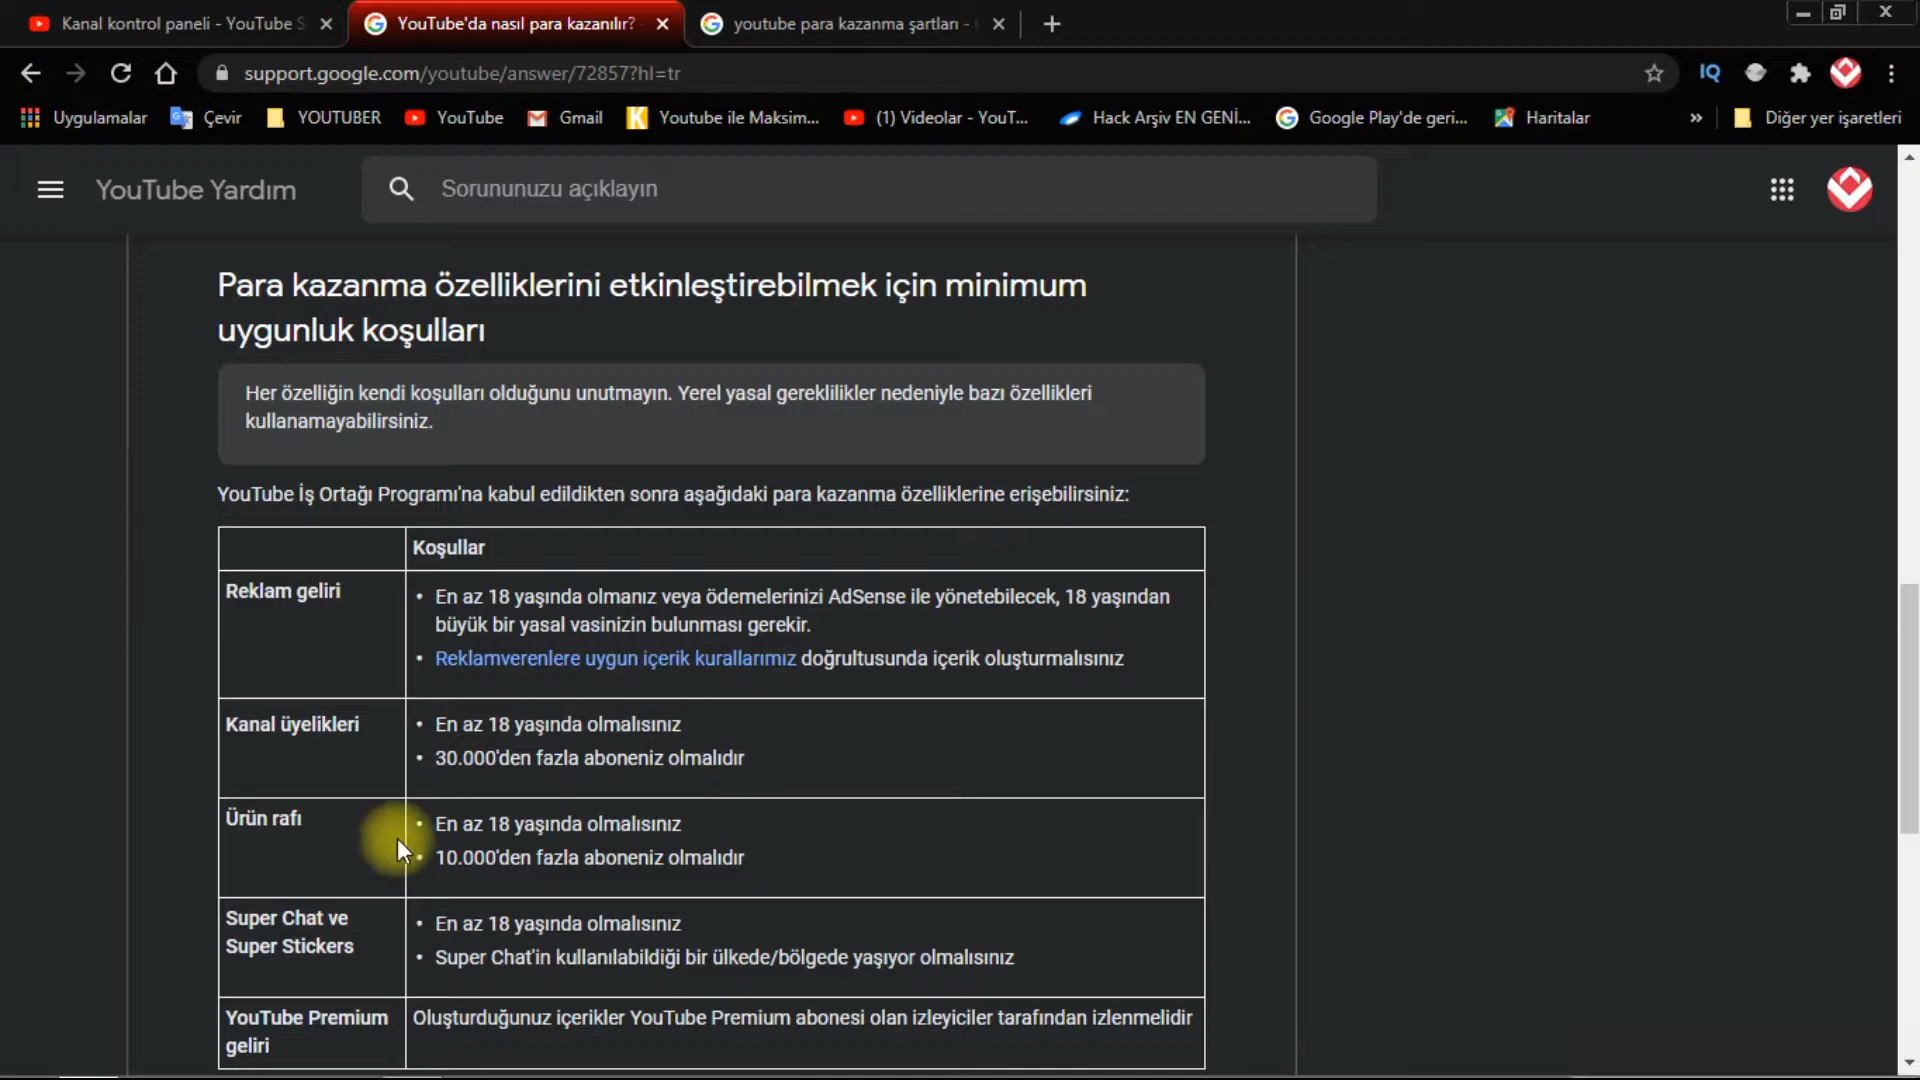 Kanal kontrol paneli - YouTube S
YouTube'da nasıl para kazanılır?
youtube para kazanma şartları -
support.google.com/youtube/answer/72857?hl=tr
IQ
Uygulamalar
Çevir
YOUTUBER
YouTube
Gmail
Youtube ile Maksim...
(1) Videolar - YouT...
Hack Arşiv EN GENİ...
Google Play'de geri...
Haritalar
»
Diğer yer işaretleri
YouTube Yardım
Sorununuzu açıklayın
Para kazanma özelliklerini etkinleştirebilmek için minimum
uygunluk koşulları
Her özelliğin kendi koşulları olduğunu unutmayın. Yerel yasal gereklilikler nedeniyle bazı özellikleri
kullanamayabilirsiniz.
YouTube İş Ortağı Programı'na kabul edildikten sonra aşağıdaki para kazanma özelliklerine erişebilirsiniz:
Koşullar
Reklam geliri
• En az 18 yaşında olmanız veya ödemelerinizi AdSense ile yönetebilecek, 18 yaşından
büyük bir yasal vasinizin bulunması gerekir.
• Reklamverenlere uygun içerik kurallarımız doğrultusunda içerik oluşturmalısınız
Kanal üyelikleri
• En az 18 yaşında olmalısınız
• 30.000'den fazla aboneniz olmalıdır
Ürün rafı
• En az 18 yaşında olmalısınız
• 10.000'den fazla aboneniz olmalıdır
Super Chat ve
Super Stickers
• En az 18 yaşında olmalısınız
• Super Chat'in kullanılabildiği bir ülkede/bölgede yaşıyor olmalısınız
YouTube Premium
geliri
Oluşturduğunuz içerikler YouTube Premium abonesi olan izleyiciler tarafından izlenmelidir